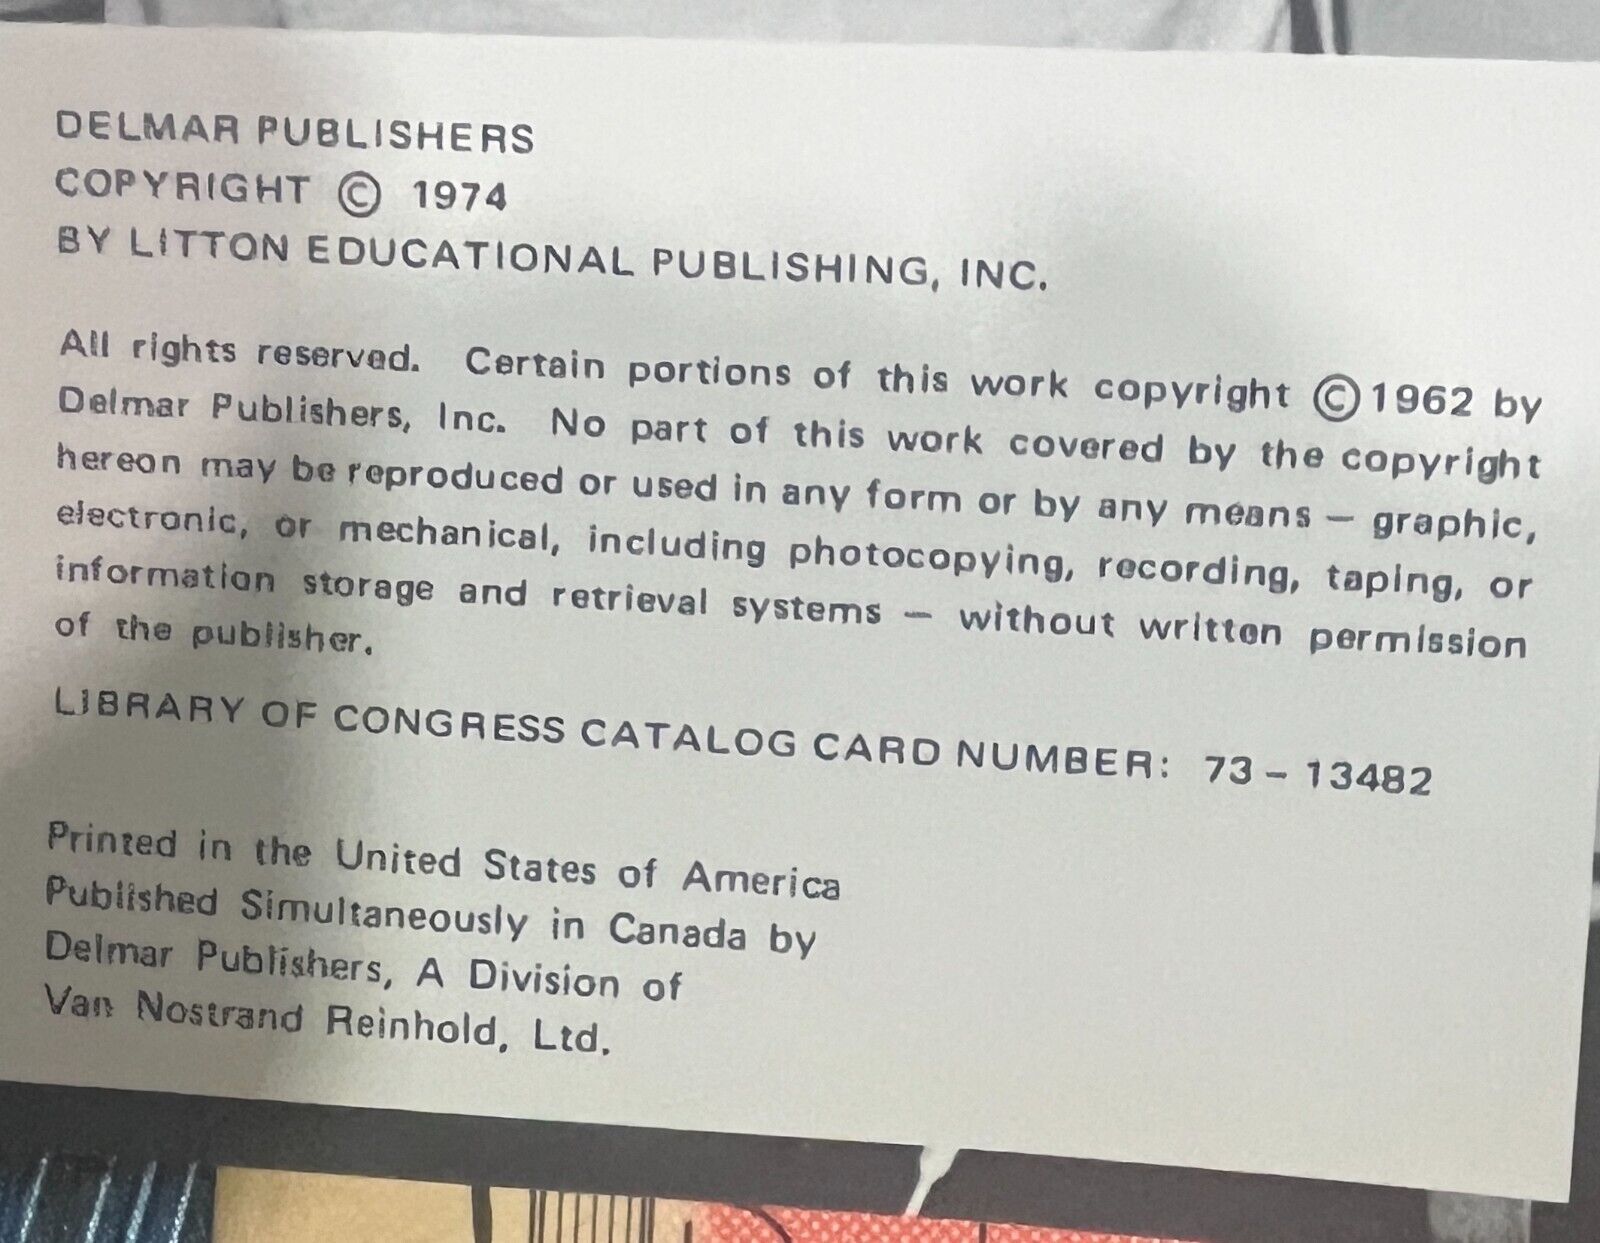 DELMAR PUBLISHERS
COPYRIGHT © 1974
BY LITTON EDUCATIONAL PUBLISHING, INC.
All rights reserved. Certain portions of this work copyright © 1962 by
Delmar Publishers, Inc. No part of this work covered by the copyright
hereon may be reproduced or used in any form or by any means — graphic,
electronic, or mechanical, including photocopying, recording, taping, or
information storage and retrieval systems — without written permission
of the publisher.
LIBRARY OF CONGRESS CATALOG CARD NUMBER: 73 – 13482
Printed in the United States of America
Published Simultaneously in Canada by
Delmar Publishers, A Division of
Van Nostrand Reinhold, Ltd.